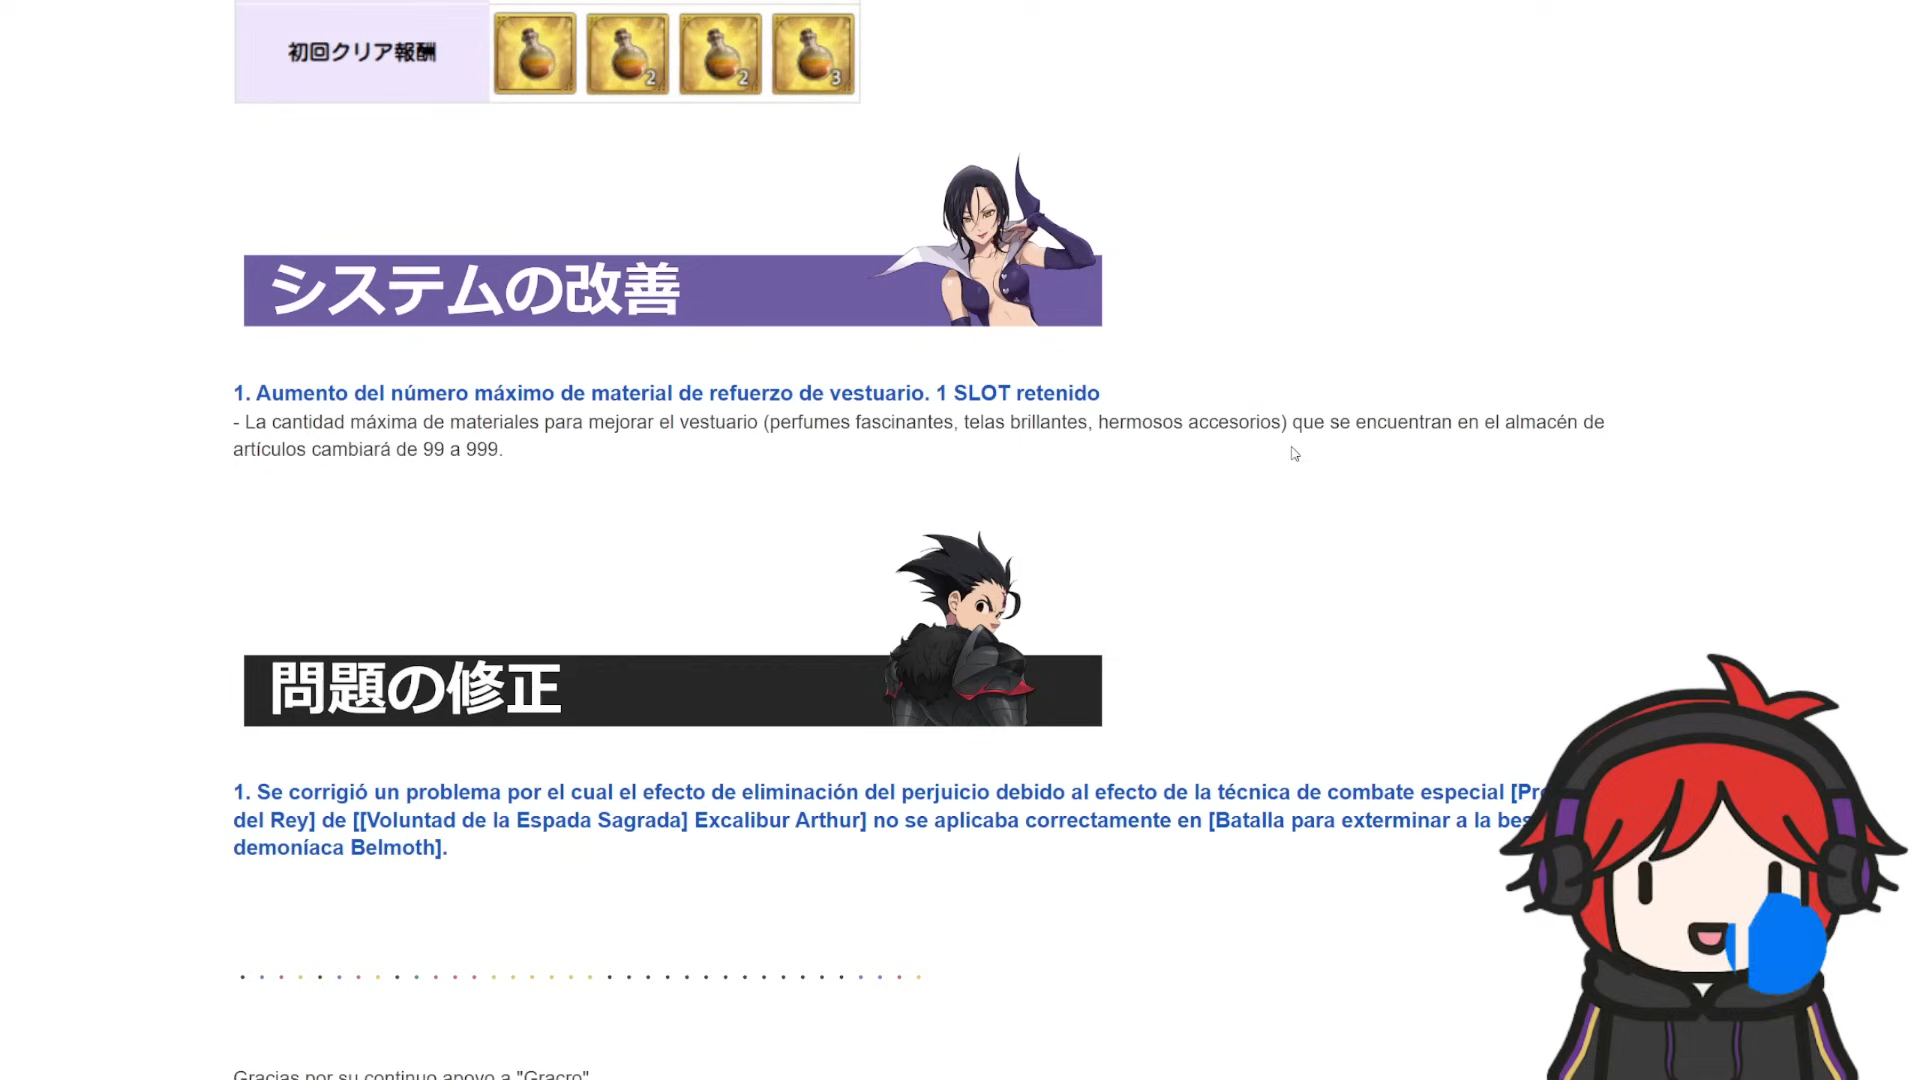 初回クリア報酬
2
2
3
システムの改善
1. Aumento del número máximo de material de refuerzo de vestuario. 1 SLOT retenido
- La cantidad máxima de materiales para mejorar el vestuario (perfumes fascinantes, telas brillantes, hermosos accesorios) que se encuentran en el almacén de
artículos cambiará de 99 a 999.
問題の修正
1. Se corrigió un problema por el cual el efecto de eliminación del perjuicio debido al efecto de la técnica de combate especial
del Rey] de [[Voluntad de la Espada Sagrada] Excalibur Arthur] no se aplicaba correctamente en [Batalla para exterminar a la
demoníaca Belmoth].
Gracias por su continuo apoyo a "Gracro"